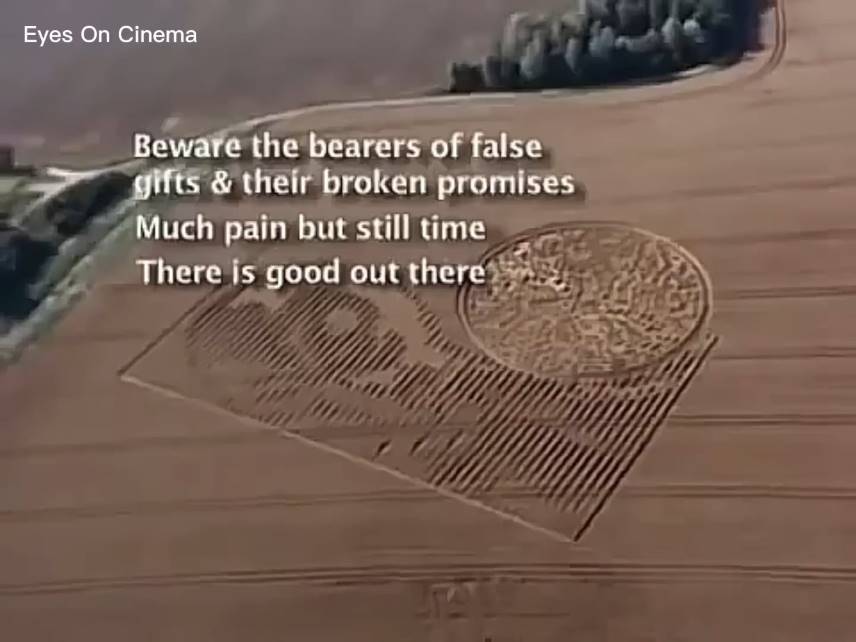 Eyes On Cinema
Beware the bearers of false
gifts & their broken promises
Much pain but still time
There is good out there